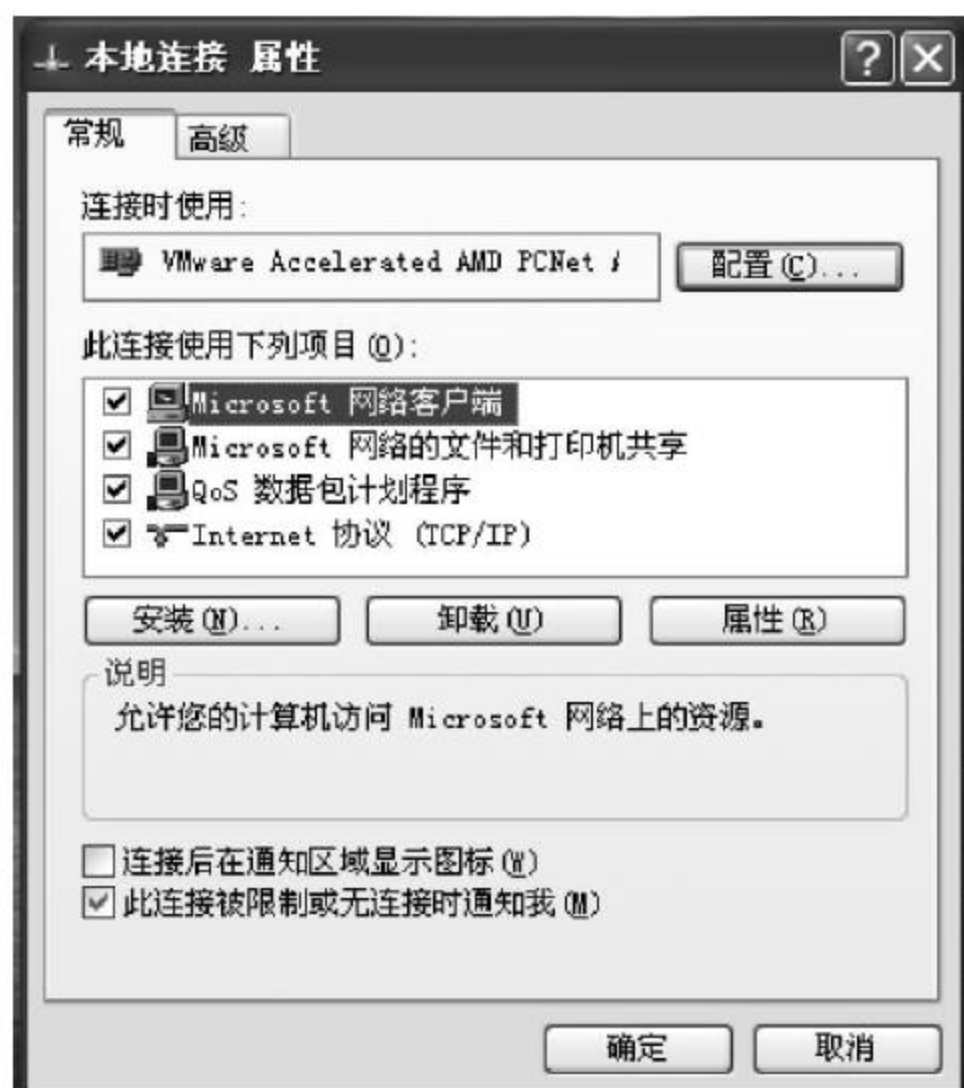 本地连接 属性
常规
高级
连接时使用:
VMware Accelerated AMD PCNet
配置(C)...
此连接使用下列项目(O):
Microsoft 网络客户端
Microsoft 网络的文件和打印机共享
QoS 数据包计划程序
Internet 协议 (TCP/IP)
安装(N)...
卸载(U)
属性(R)
说明
允许您的计算机访问 Microsoft 网络上的资源。
连接后在通知区域显示图标(W)
此连接被限制或无连接时通知我(M)
确定
取消